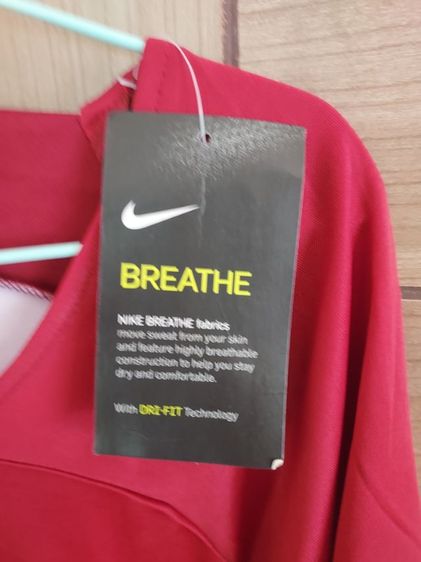 BREATHE
NIKE BREATHE fabrics
move sweat from your skin
and feature highly breathable
construction to help you stay
dry and comfortable.
With DRI-FIT Technology